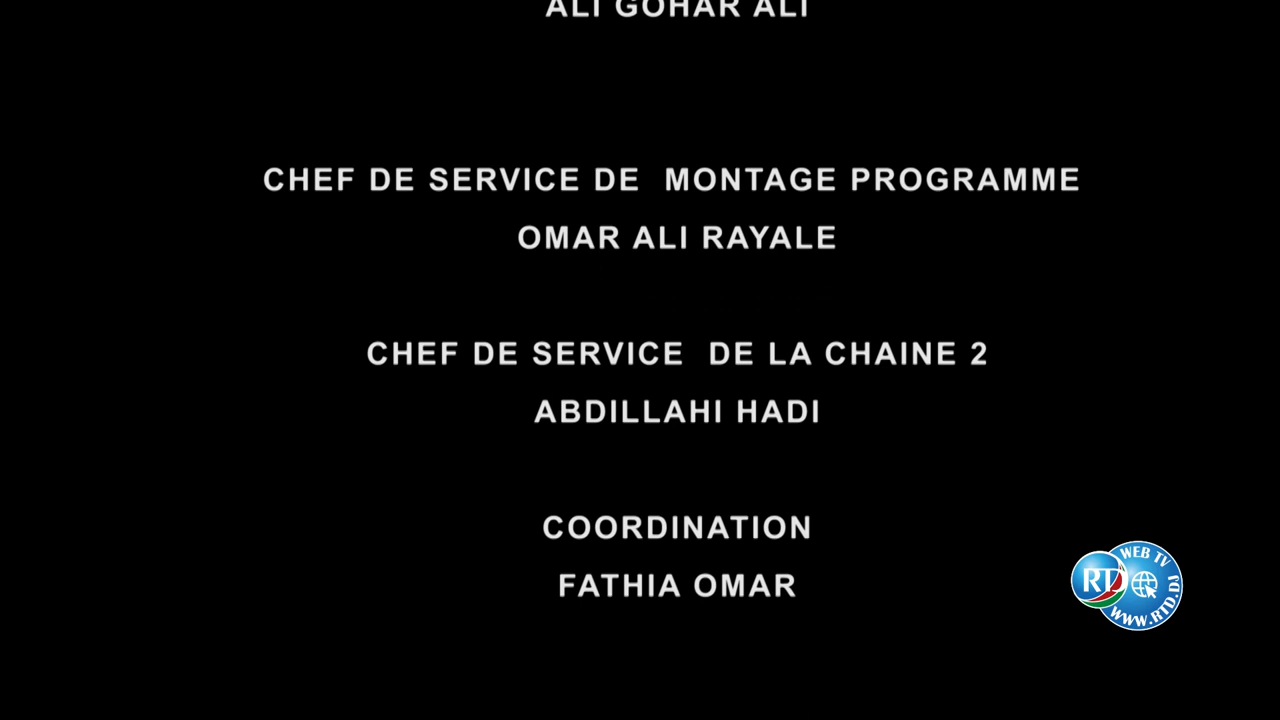 ALI GOHAR ALI
CHEF DE SERVICE DE MONTAGE PROGRAMME
OMAR ALI RAYALE
CHEF DE SERVICE DE LA CHAINE 2
ABDILLAHI HADI
COORDINATION
FATHIA OMAR
WEB TV
RTD
WWW.RTD.DJ